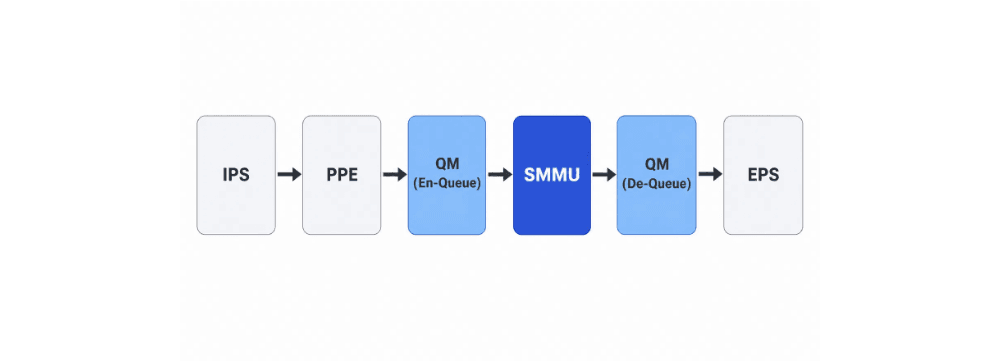 IPS
PPE
QM
(En-Queue)
SMMU
QM
(De-Queue)
EPS